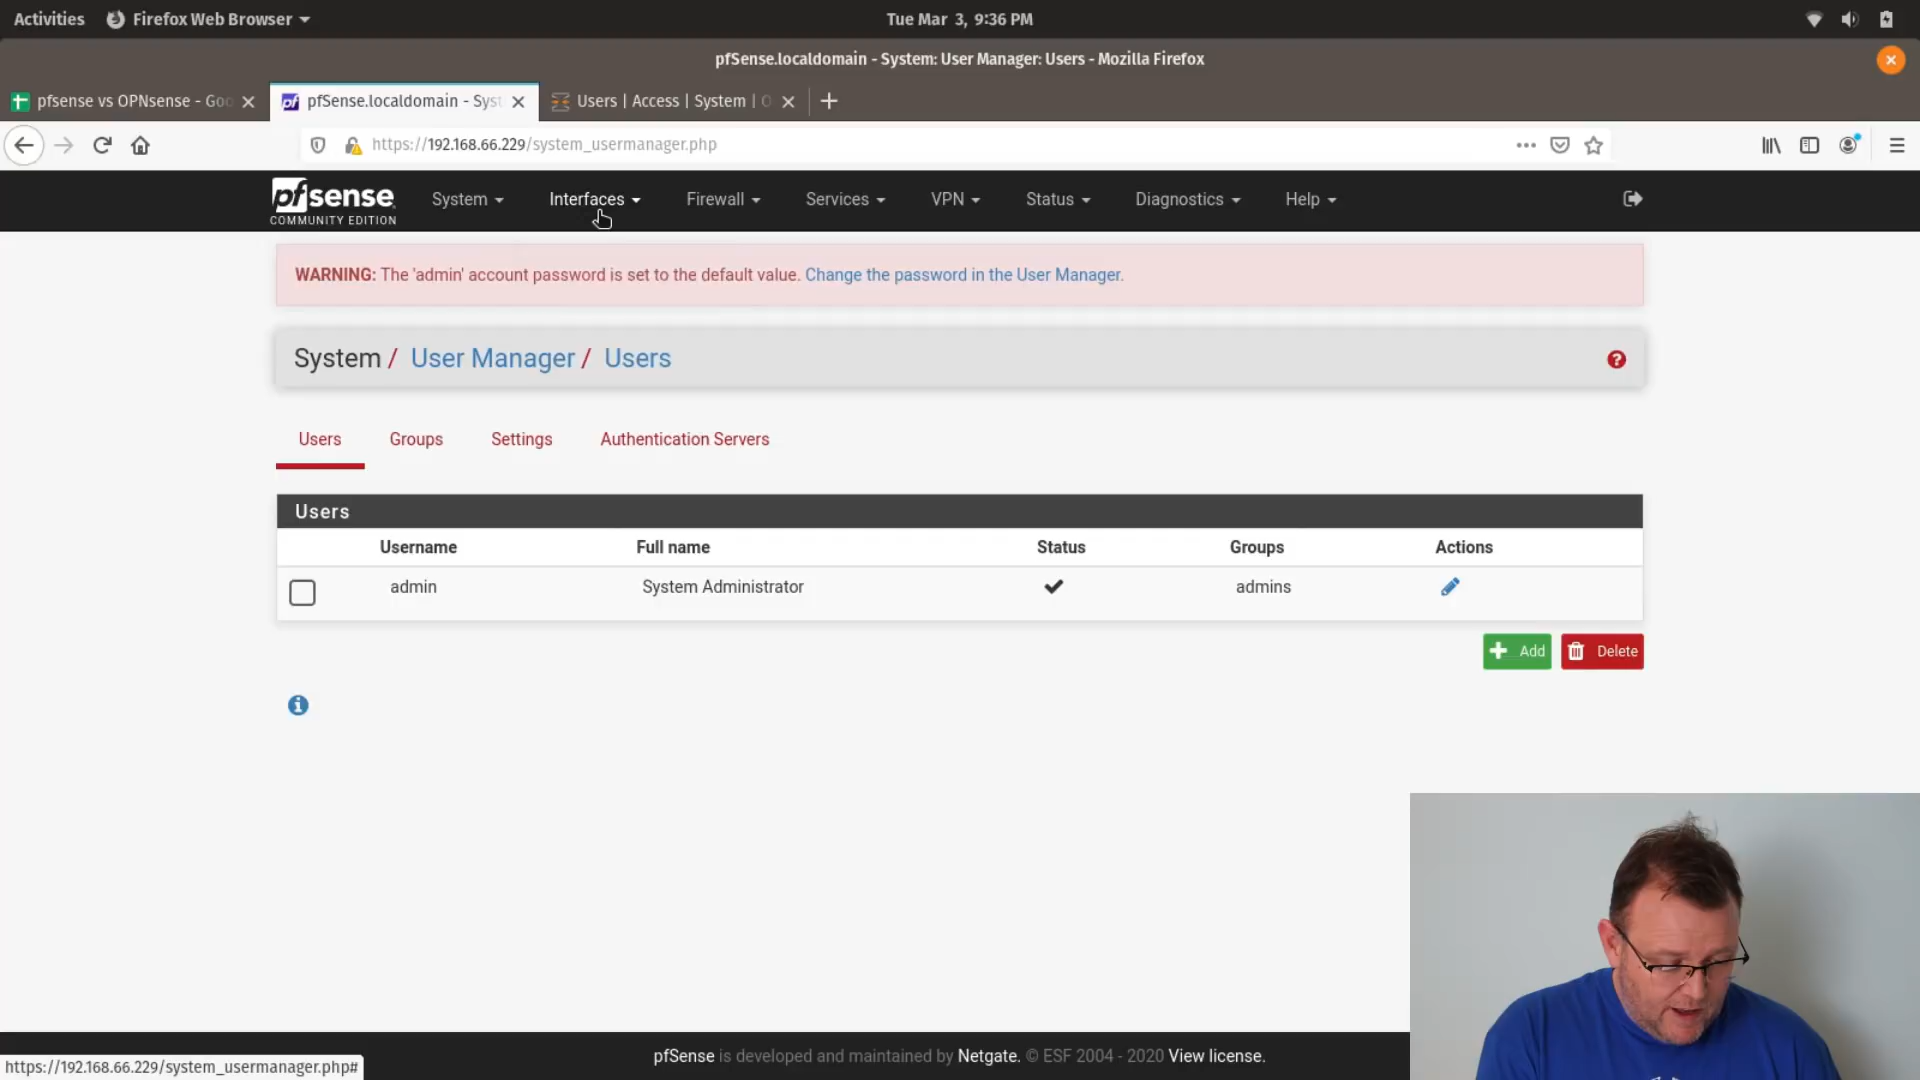 Activities Firefox Web Browser Tue Mar 3, 9:36 PM
pfSense.localdomain - System: User Manager: Users - Mozilla Firefox
pfsense vs OPNsense - Goo pfSense.localdomain - Syst Users | Access | System | O
https://192.168.66.229/system_usermanager.php
pfsense System Interfaces Firewall Services VPN Status Diagnostics Help
COMMUNITY EDITION
WARNING: The 'admin' account password is set to the default value. Change the password in the User Manager.
System / User Manager / Users
Users Groups Settings Authentication Servers
Users
Username Full name Status Groups Actions
admin System Administrator admins
Add Delete
pfSense is developed and maintained by Netgate. © ESF 2004 - 2020 View license.
https://192.168.66.229/system_usermanager.php#